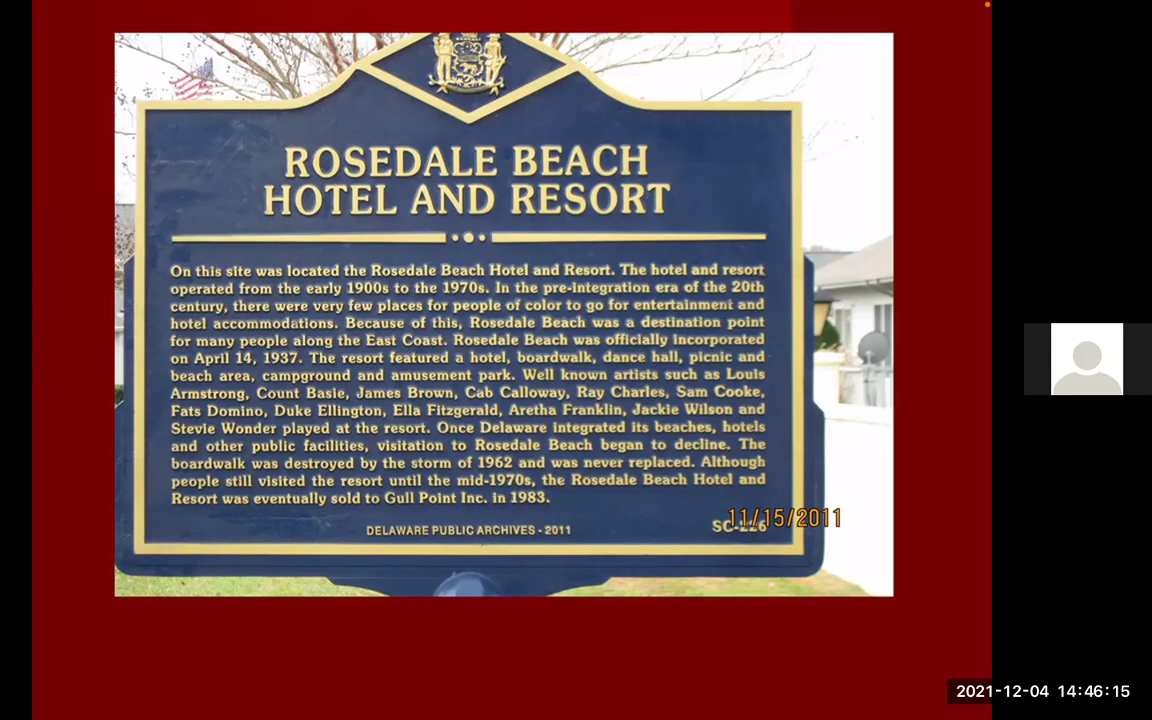 ROSEDALE BEACH
HOTEL AND RESORT
On this site was located the Rosedale Beach Hotel and Resort. The hotel and resort
operated from the early 1900s to the 1970s. In the pre-integration era of the 20th
century, there were very few places for people of color to go for entertainment and
hotel accommodations. Because of this, Rosedale Beach was a destination point
for many people along the East Coast. Rosedale Beach was officially incorporated
on April 14, 1937. The resort featured a hotel, boardwalk, dance hall, picnic and
beach area, campground and amusement park. Well known artists such as Louis
Armstrong, Count Basie, James Brown, Cab Calloway, Ray Charles, Sam Cooke,
Fats Domino, Duke Ellington, Ella Fitzgerald, Aretha Franklin, Jackie Wilson and
Stevie Wonder played at the resort. Once Delaware integrated its beaches, hotels
and other public facilities, visitation to Rosedale Beach began to decline. The
boardwalk was destroyed by the storm of 1962 and was never replaced. Although
people still visited the resort until the mid-1970s, the Rosedale Beach Hotel and
Resort was eventually sold to Gull Point Inc. in 1983.
11/15/2011
DELAWARE PUBLIC ARCHIVES - 2011 SC-226
2021-12-04 14:46:15